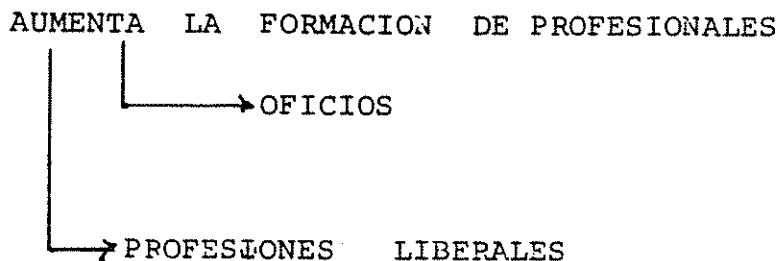 AUMENTA LA FORMACION DE PROFESIONALES
OFICIOS
PROFESIONES LIBERALES